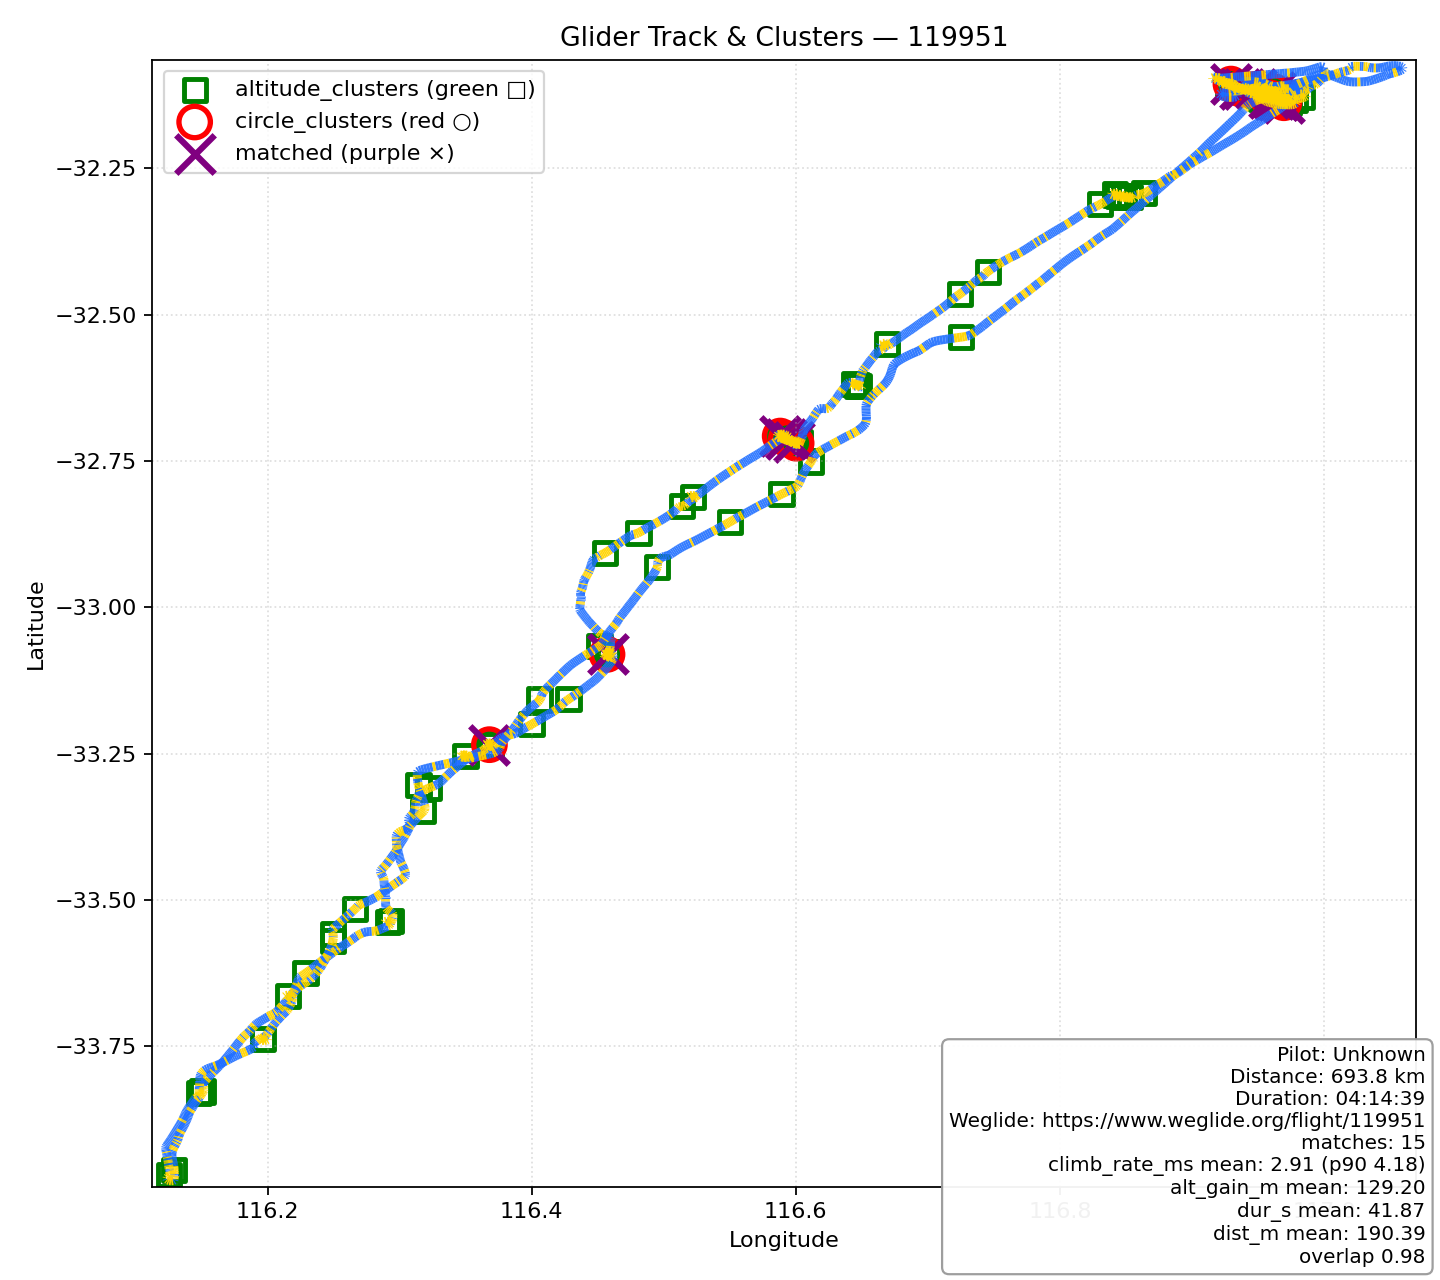 Glider Track & Clusters — 119951
altitude_clusters (green □)
circle_clusters (red ○)
matched (purple ×)
Latitude
−32.25
−32.50
−32.75
−33.00
−33.25
−33.50
−33.75
116.2
116.4
116.6
116.8
Longitude
Pilot: Unknown
Distance: 693.8 km
Duration: 04:14:39
Weglide: https://www.weglide.org/flight/119951
matches: 15
climb_rate_ms mean: 2.91 (p90 4.18)
alt_gain_m mean: 129.20
dur_s mean: 41.87
dist_m mean: 190.39
overlap 0.98